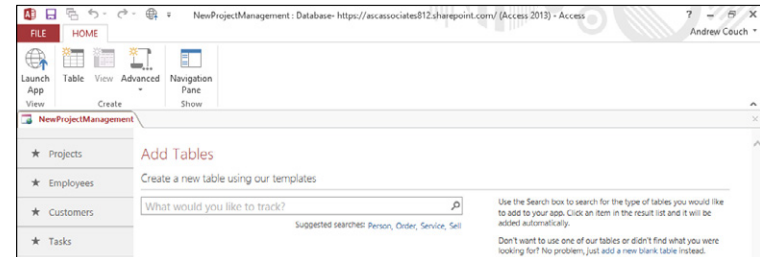 NewProjectManagement : Database- https://ascassociates812.sharepoint.com/ (Access 2013) - Access
FILE HOME Andrew Couch
Launch App Table View Advanced Navigation Pane
View Create Show
NewProjectManagement
Projects
Employees
Customers
Tasks
Add Tables
Create a new table using our templates
What would you like to track?
Suggested searches: Person, Order, Service, Sell
Use the Search box to search for the type of tables you would like
to add to your app. Click an item in the result list and it will be
added automatically.
Don't want to use one of our tables or didn't find what you were
looking for? No problem, just add a new blank table instead.